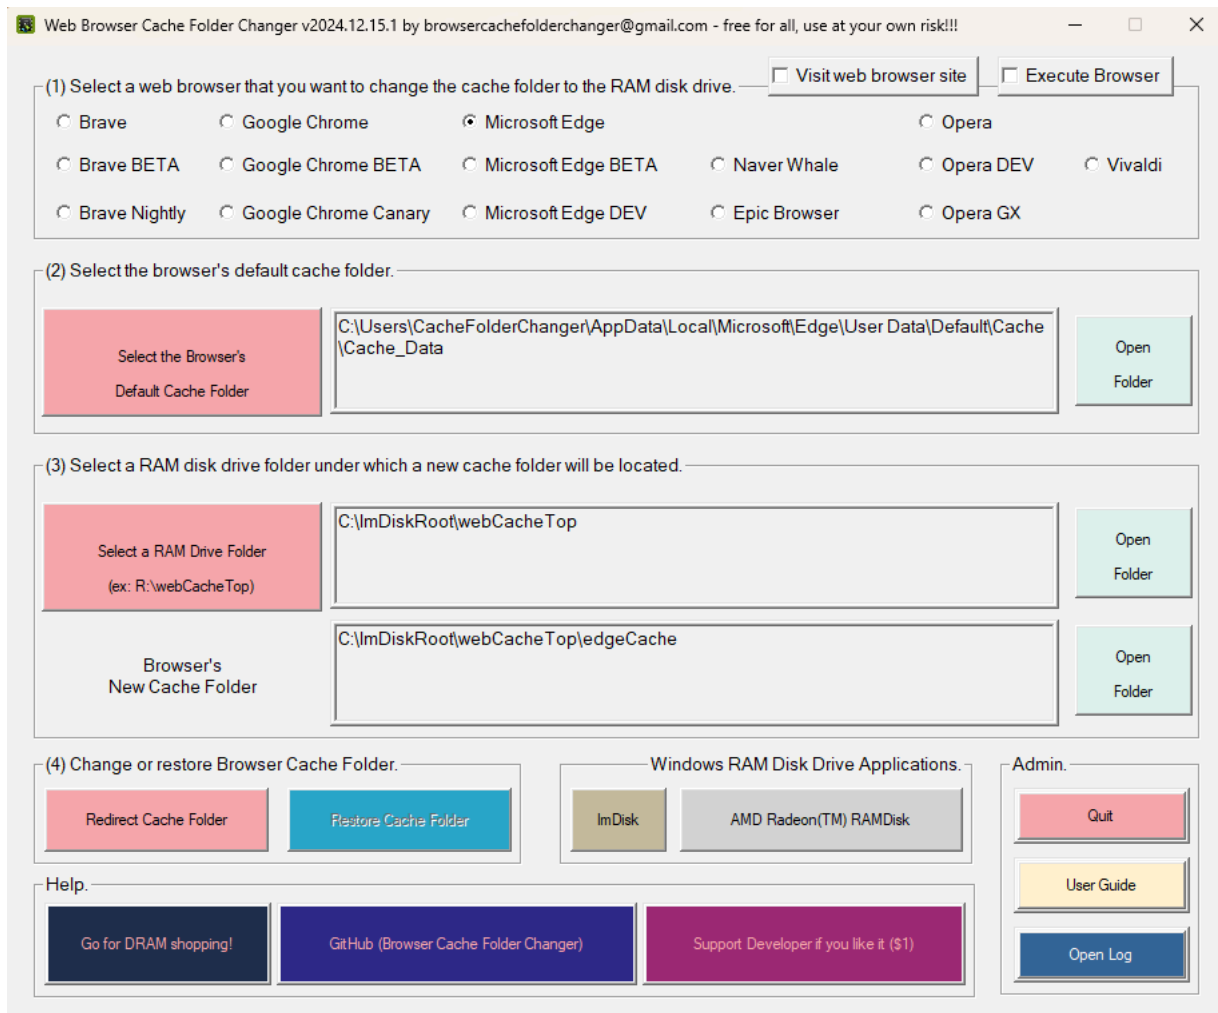 Web Browser Cache Folder Changer v2024.12.15.1 by browsercachefolderchanger@gmail.com - free for all, use at your own risk!!!
(1) Select a web browser that you want to change the cache folder to the RAM disk drive.
Visit web browser site
Execute Browser
Brave
Google Chrome
Microsoft Edge
Opera
Brave BETA
Google Chrome BETA
Microsoft Edge BETA
Naver Whale
Opera DEV
Vivaldi
Brave Nightly
Google Chrome Canary
Microsoft Edge DEV
Epic Browser
Opera GX
(2) Select the browser's default cache folder.
Select the Browser's
Default Cache Folder
C:\Users\CacheFolderChanger\AppData\Local\Microsoft\Edge\User Data\Default\Cache
\Cache_Data
Open
Folder
(3) Select a RAM disk drive folder under which a new cache folder will be located.
Select a RAM Drive Folder
(ex: R:\webCacheTop)
C:\ImDiskRoot\webCacheTop
Open
Folder
Browser's
New Cache Folder
C:\ImDiskRoot\webCacheTop\edgeCache
Open
Folder
(4) Change or restore Browser Cache Folder.
Redirect Cache Folder
Restore Cache Folder
Windows RAM Disk Drive Applications.
ImDisk
AMD Radeon(TM) RAMDisk
Admin.
Quit
User Guide
Open Log
Help.
Go for DRAM shopping!
GitHub (Browser Cache Folder Changer)
Support Developer if you like it ($1)